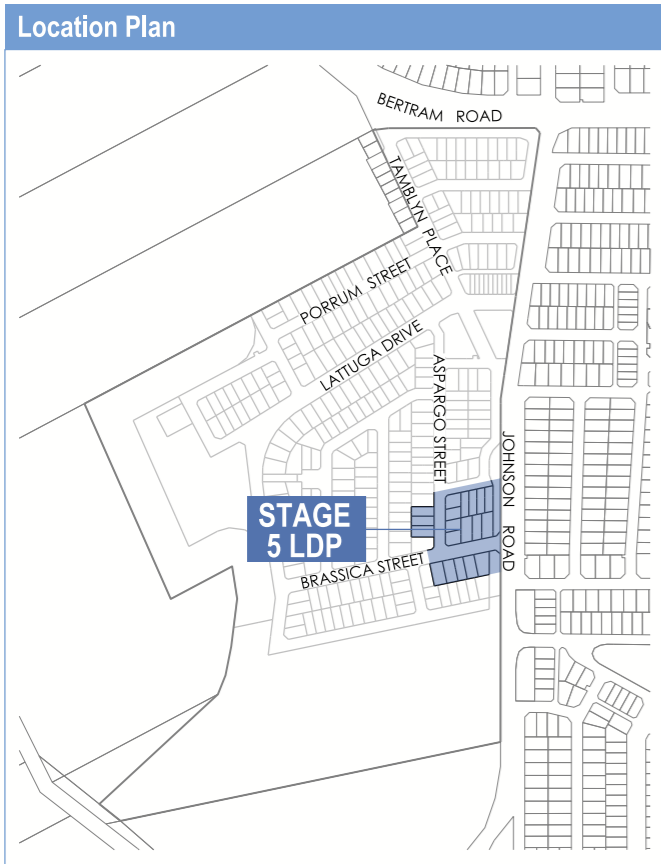 Location Plan
BERTRAM ROAD
TAMBLYN PLACE
PORRUM STREET
LATTUGA DRIVE
ASPARGO STREET
JOHNSON ROAD
STAGE
5 LDP
BRASSICA STREET